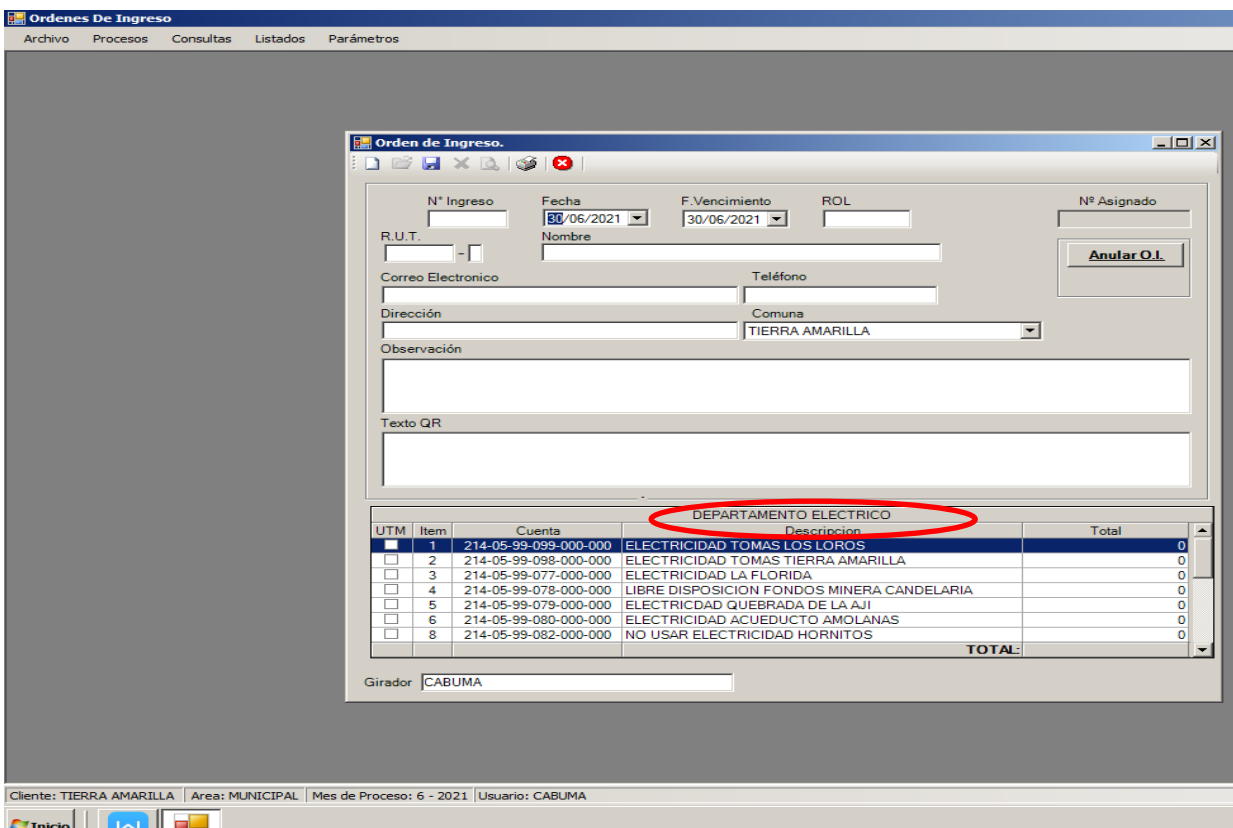 Ordenes De Ingreso
Archivo Procesos Consultas Listados Parámetros
Orden de Ingreso.
N° Ingreso Fecha F.Vencimiento ROL Nº Asignado
30/06/2021 30/06/2021
R.U.T. Nombre
-
Anular O.I.
Correo Electronico Teléfono
Dirección Comuna
TIERRA AMARILLA
Observación
Texto QR
DEPARTAMENTO ELECTRICO
UTM Item Cuenta Descripcion Total
1 214-05-99-099-000-000 ELECTRICIDAD TOMAS LOS LOROS 0
2 214-05-99-098-000-000 ELECTRICIDAD TOMAS TIERRA AMARILLA 0
3 214-05-99-077-000-000 ELECTRICIDAD LA FLORIDA 0
4 214-05-99-078-000-000 LIBRE DISPOSICION FONDOS MINERA CANDELARIA 0
5 214-05-99-079-000-000 ELECTRICDAD QUEBRADA DE LA AJI 0
6 214-05-99-080-000-000 ELECTRICIDAD ACUEDUCTO AMOLANAS 0
8 214-05-99-082-000-000 NO USAR ELECTRICIDAD HORNITOS 0
TOTAL:
Girador CABUMA
Cliente: TIERRA AMARILLA Area: MUNICIPAL Mes de Proceso: 6 - 2021 Usuario: CABUMA
Inicio